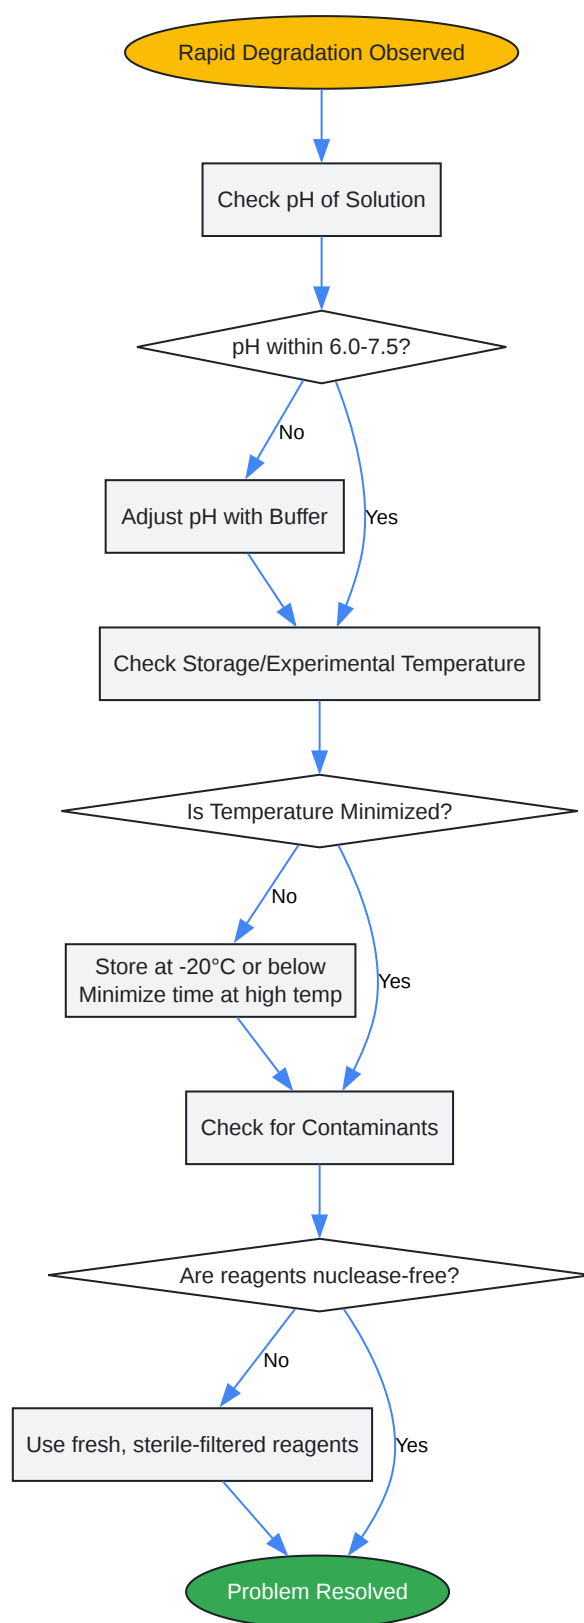 Rapid Degradation Observed
Check pH of Solution
pH within 6.0-7.5?
No
Adjust pH with Buffer
Yes
Check Storage/Experimental Temperature
Is Temperature Minimized?
No
Store at -20°C or below
Minimize time at high temp
Yes
Check for Contaminants
Are reagents nuclease-free?
No
Use fresh, sterile-filtered reagents
Yes
Problem Resolved